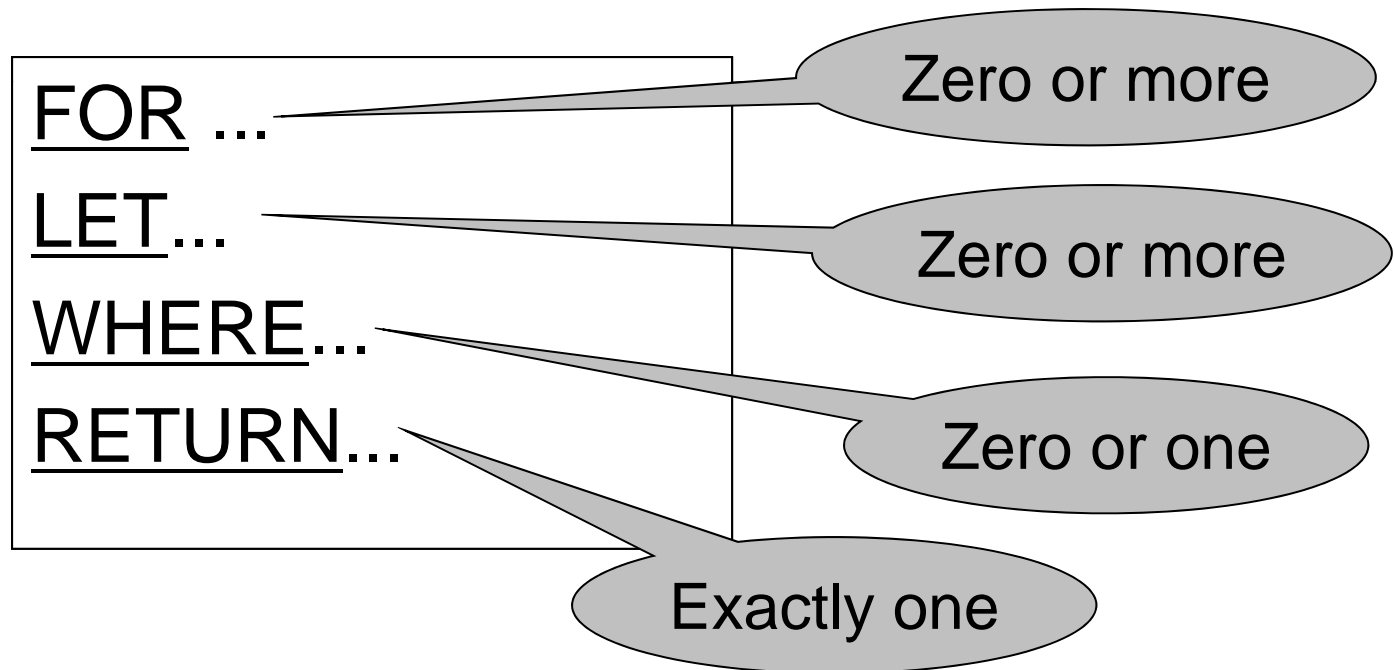 FOR ...
Zero or more
LET...
Zero or more
WHERE...
Zero or one
RETURN...
Exactly one